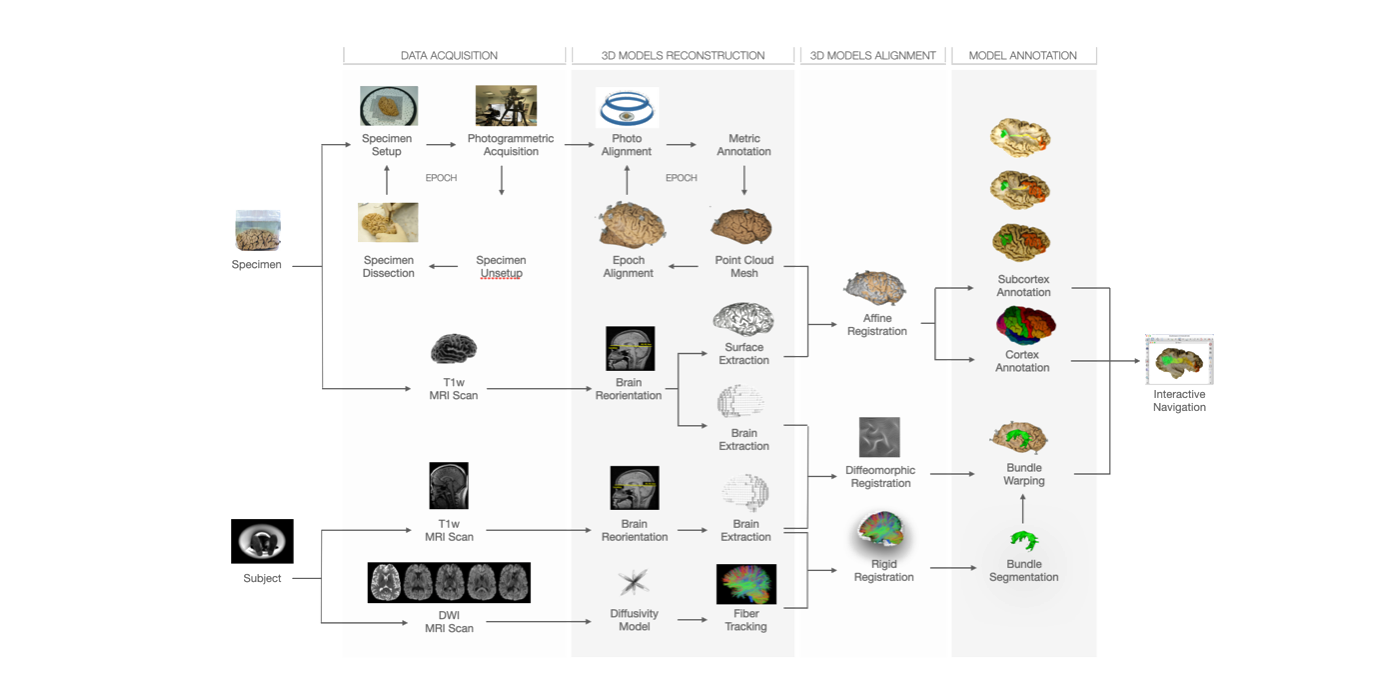 DATA ACQUISITION
3D MODELS RECONSTRUCTION
3D MODELS ALIGNMENT
MODEL ANNOTATION
Specimen
Setup
Photogrammetric
Acquisition
Photo
Alignment
Metric
Annotation
EPOCH
EPOCH
Specimen
Specimen
Dissection
Specimen
Unsetup
Epoch
Alignment
Point Cloud
Mesh
Affine
Registration
Subcortex
Annotation
T1w
MRI Scan
Brain
Reorientation
Surface
Extraction
Cortex
Annotation
Interactive
Navigation
Brain
Extraction
Diffeomorphic
Registration
Bundle
Warping
T1w
MRI Scan
Brain
Reorientation
Brain
Extraction
Subject
Rigid
Registration
Bundle
Segmentation
DWI
MRI Scan
Diffusivity
Model
Fiber
Tracking